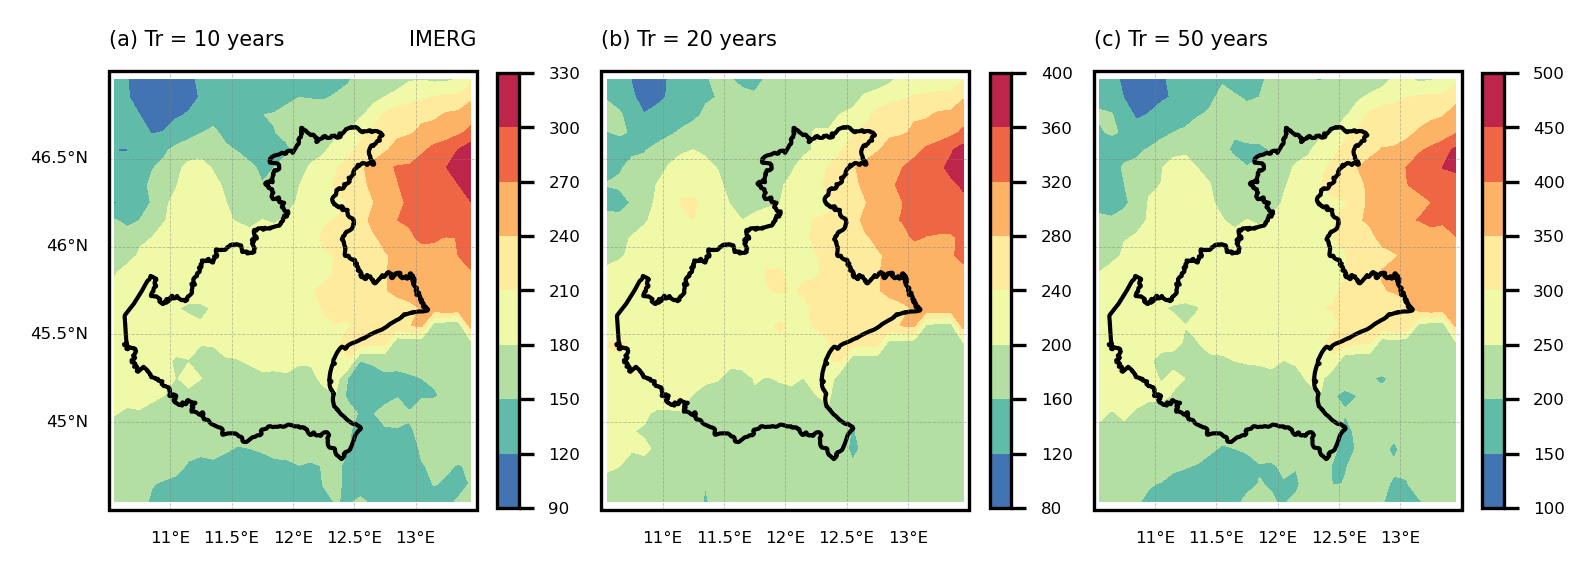 (a) Tr = 10 years IMERG
(b) Tr = 20 years
(c) Tr = 50 years
46.5°N
46°N
45.5°N
45°N
11°E 11.5°E 12°E 12.5°E 13°E
330
300
270
240
210
180
150
120
90
11°E 11.5°E 12°E 12.5°E 13°E
400
360
320
280
240
200
160
120
80
11°E 11.5°E 12°E 12.5°E 13°E
500
450
400
350
300
250
200
150
100